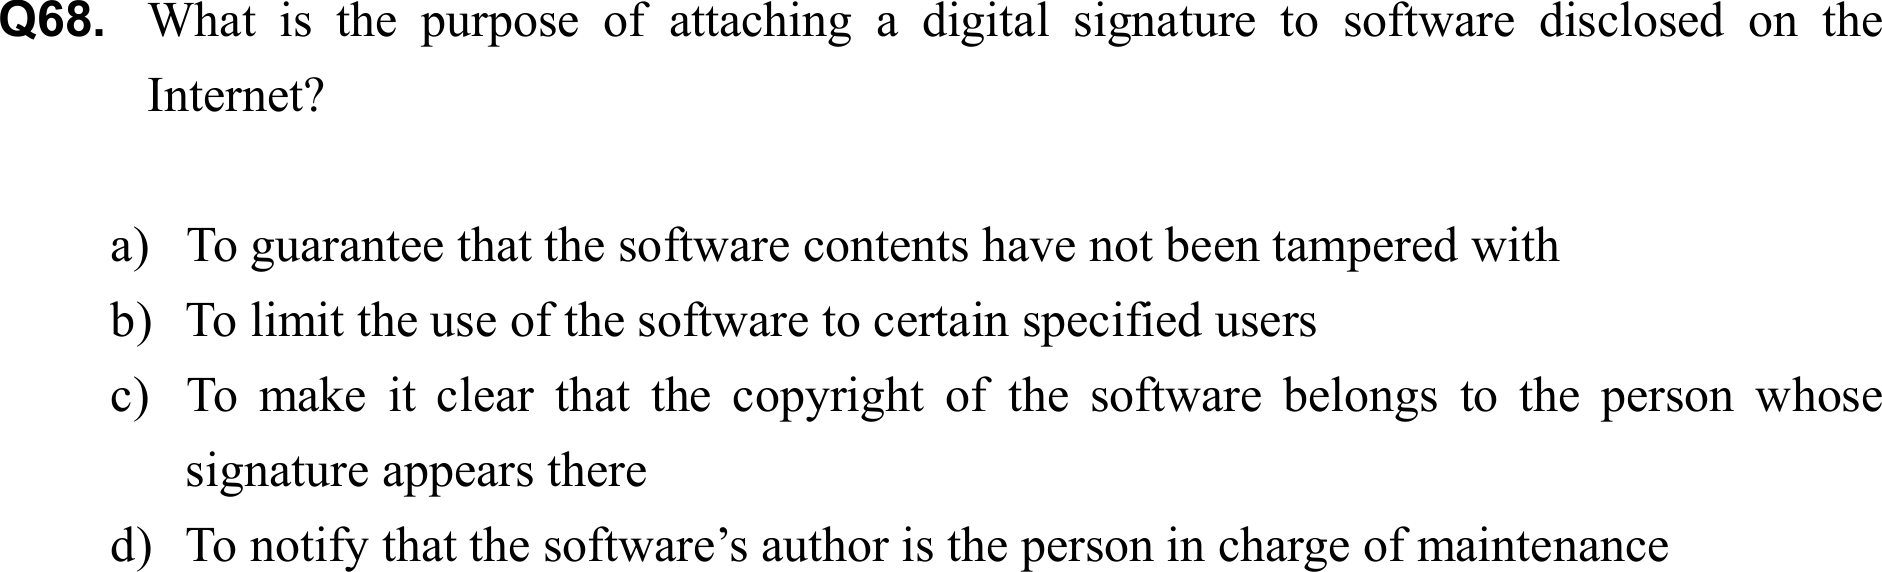 Q68. What is the purpose of attaching a digital signature to software disclosed on the
Internet?
a) To guarantee that the software contents have not been tampered with
b) To limit the use of the software to certain specified users
c) To make it clear that the copyright of the software belongs to the person whose
signature appears there
d) To notify that the software’s author is the person in charge of maintenance